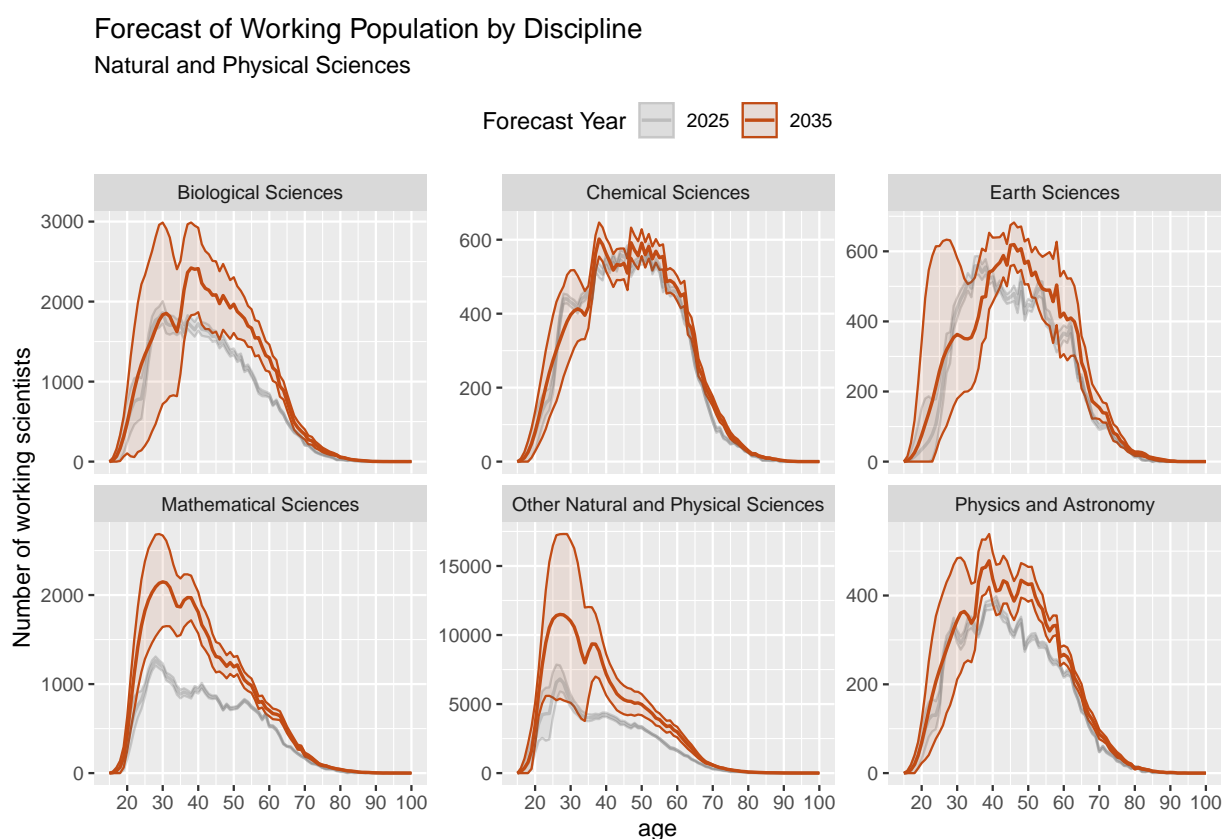 Forecast of Working Population by Discipline
Natural and Physical Sciences
Forecast Year 2025 2035
Number of working scientists
Biological Sciences
3000
2000
1000
0
Chemical Sciences
600
400
200
0
Earth Sciences
600
400
200
0
Mathematical Sciences
2000
1000
0
20 30 40 50 60 70 80 90 100
Other Natural and Physical Sciences
15000
10000
5000
0
20 30 40 50 60 70 80 90 100
Physics and Astronomy
400
200
0
20 30 40 50 60 70 80 90 100
age